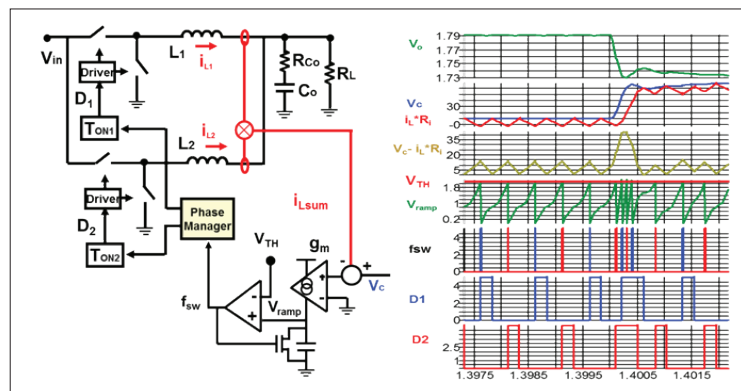 Vin
L1
iL1
RCo
Co
RL
Driver
D1
TON1
L2
iL2
Driver
D2
TON2
Phase
Manager
iLsum
VTH
gm
-
+
Vc
fsw
Vramp
-
+
Vo
1.79
1.77
1.75
1.73
Vc
iL*Ri
30
-0
Vc- iL*Ri
35
25
15
5
VTH
1.8
Vramp
1.0
0.2
fsw
4
2
0
D1
5
4
2
0
D2
2.5
1
1.3975
1.3985
1.3995
1.4005
1.4015